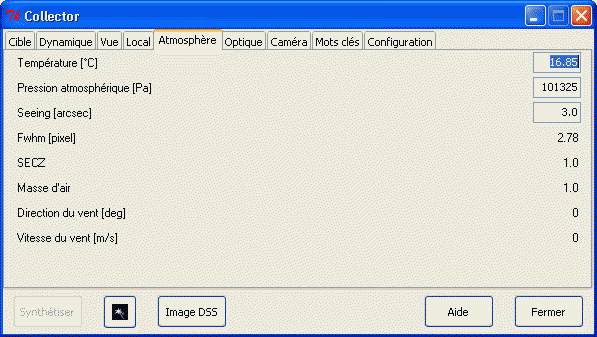 Collector
Cible Dynamique Vue Local Atmosphère Optique Caméra Mots clés Configuration
Température [°C] 16.85
Pression atmosphérique [Pa] 101325
Seeing [arcsec] 3.0
Fwhm [pixel] 2.78
SECZ 1.0
Masse d'air 1.0
Direction du vent [deg] 0
Vitesse du vent [m/s] 0
Synthétiser Image DSS Aide Fermer